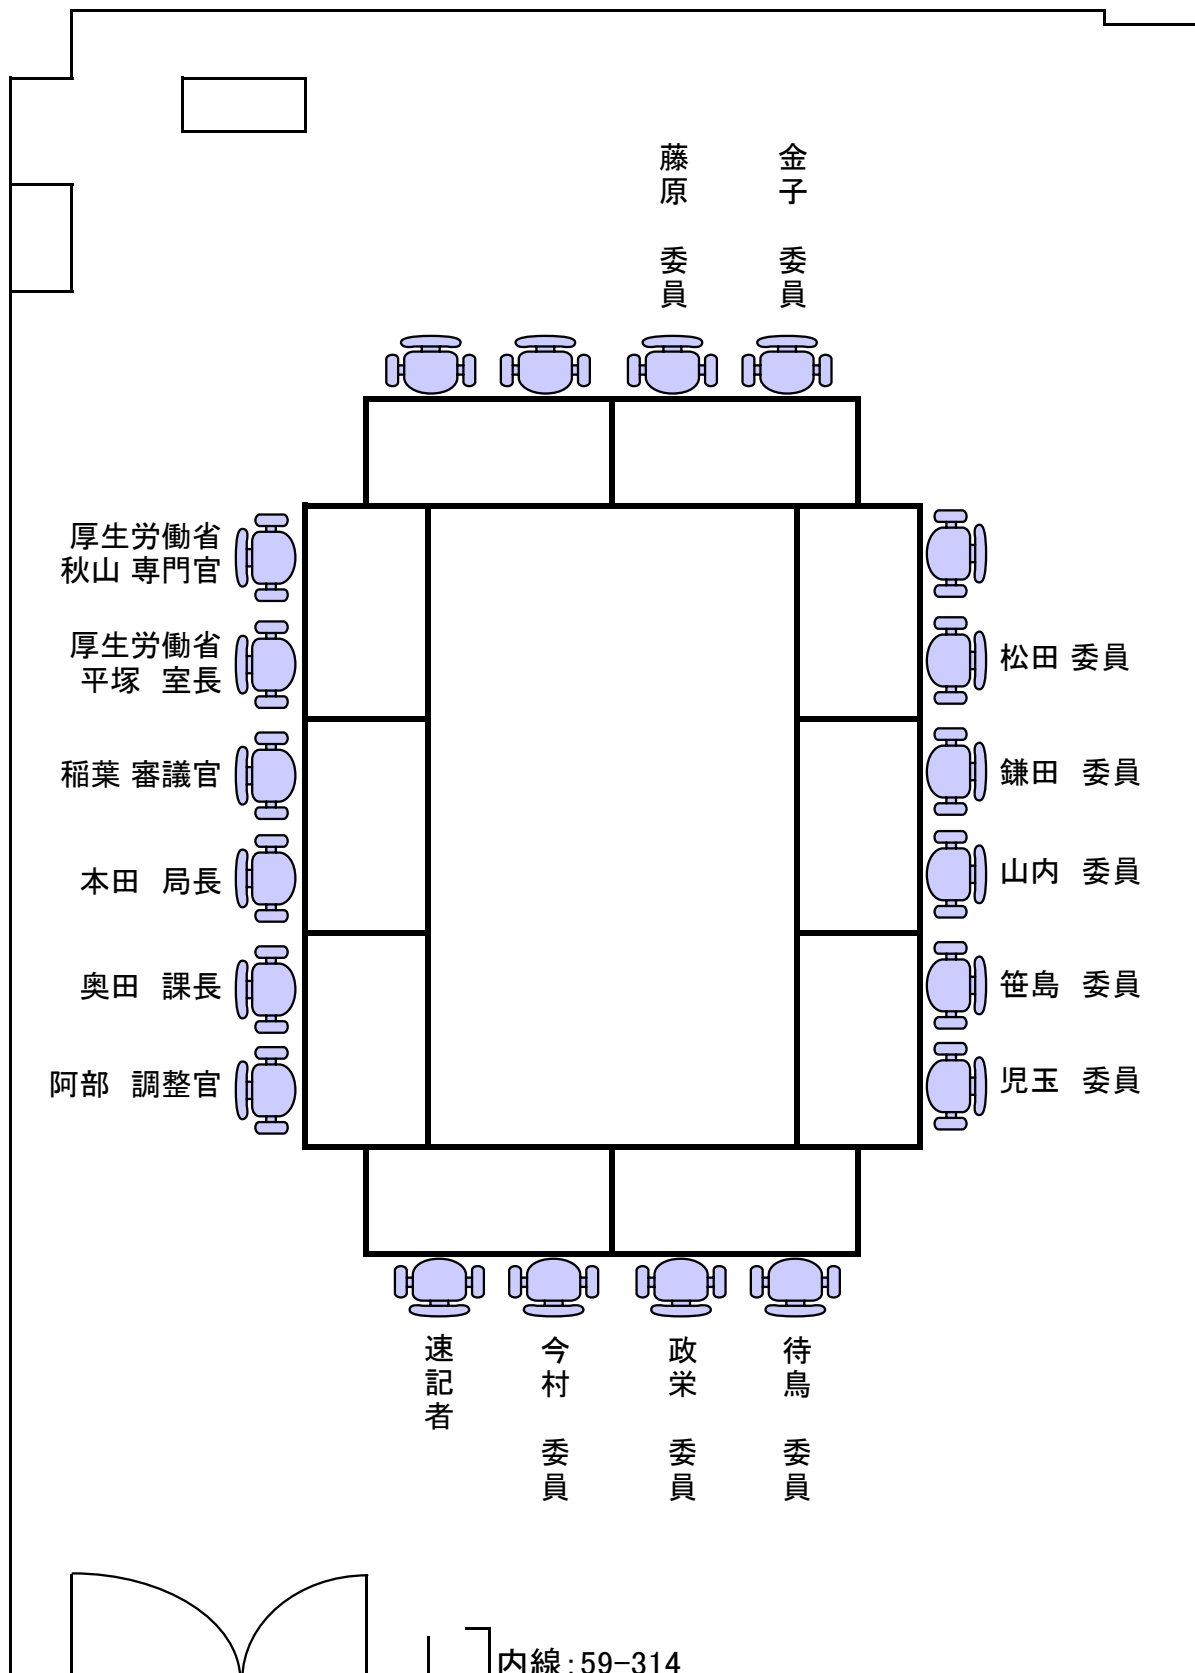 藤原 委員
金子 委員
厚生労働省
秋山 専門官
厚生労働省
平塚 室長
稲葉 審議官
本田 局長
奥田 課長
阿部 調整官
松田 委員
鎌田 委員
山内 委員
笹島 委員
児玉 委員
速記者
今村 委員
政栄 委員
待鳥 委員
内線:59-314